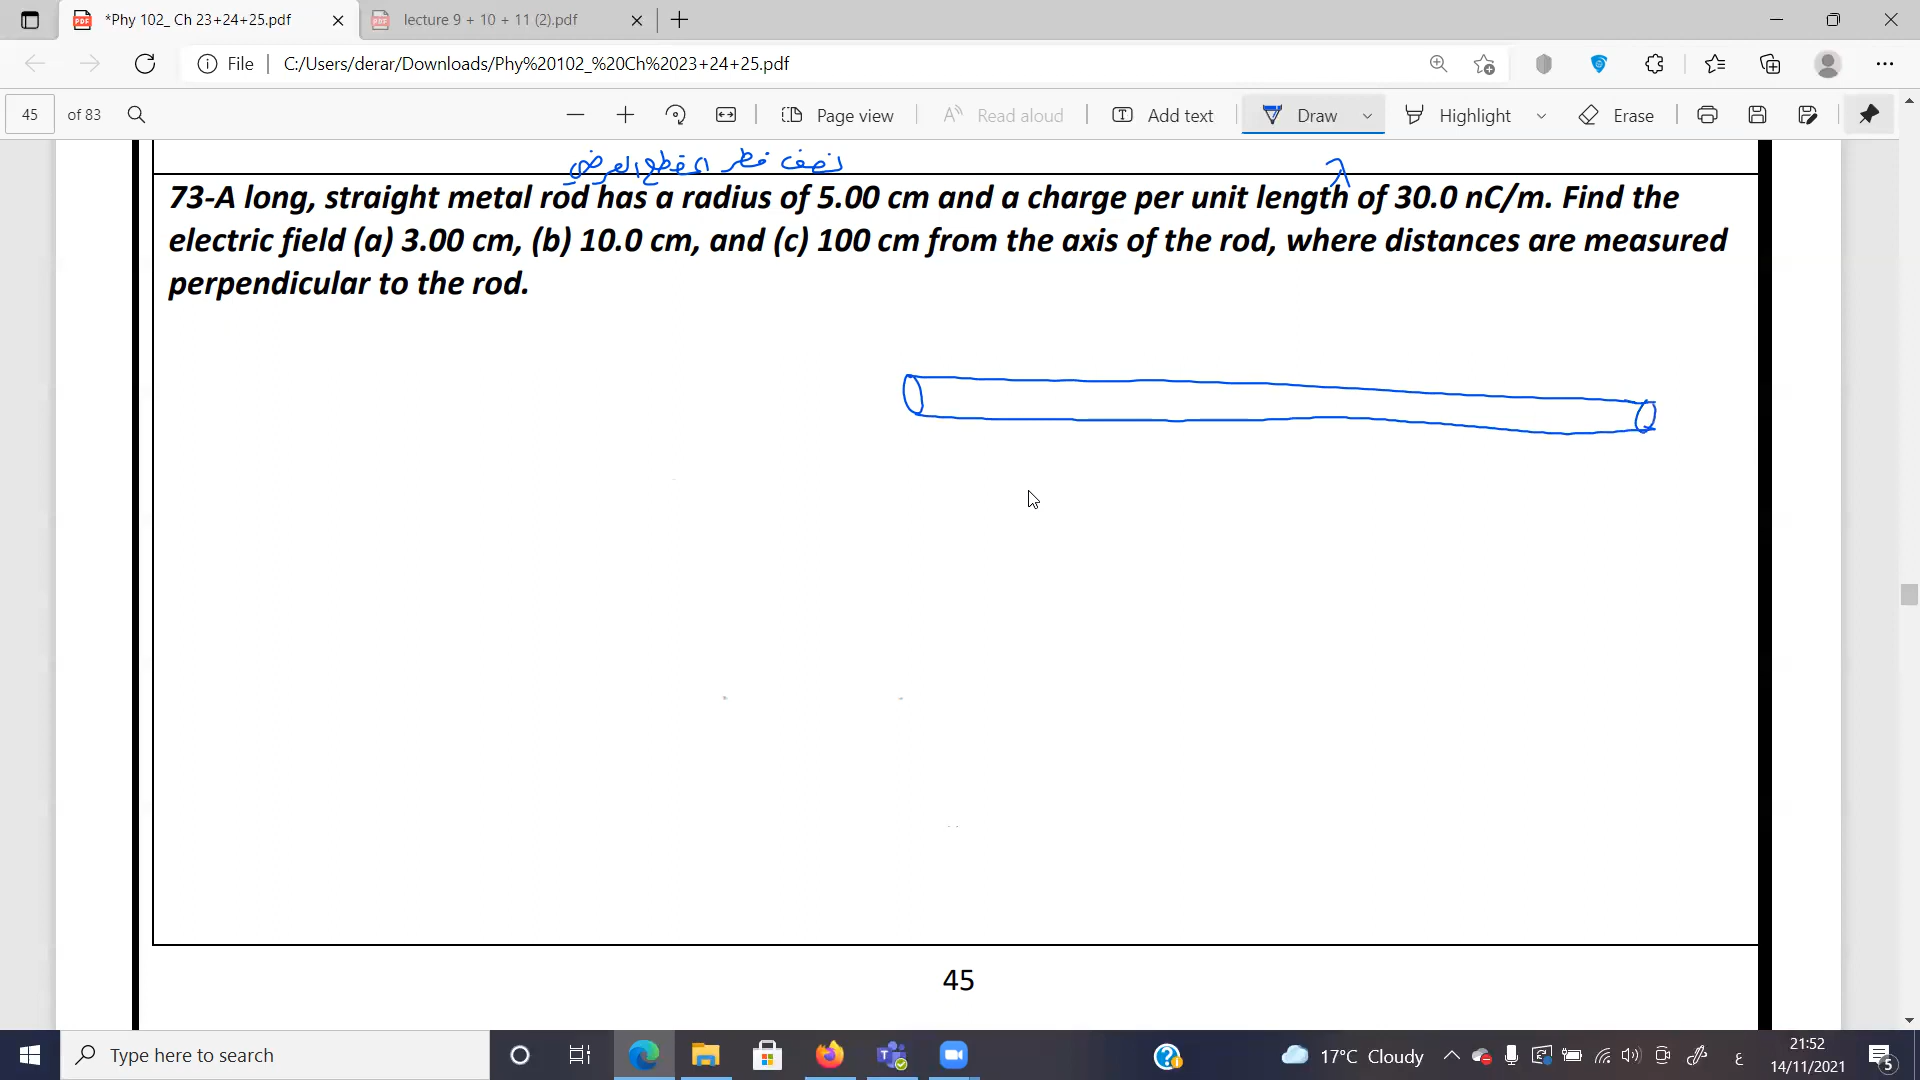 *Phy 102_ Ch 23+24+25.pdf
lecture 9 + 10 + 11 (2).pdf
File
C:/Users/derar/Downloads/Phy%20102_%20Ch%2023+24+25.pdf
45 of 83
Page view
Read aloud
Add text
Draw
Highlight
Erase
نصف قطر المقطع العرضي
λ
73-A long, straight metal rod has a radius of 5.00 cm and a charge per unit length of 30.0 nC/m. Find the
electric field (a) 3.00 cm, (b) 10.0 cm, and (c) 100 cm from the axis of the rod, where distances are measured
perpendicular to the rod.
45
Type here to search
17°C Cloudy
ع
21:52
14/11/2021
5